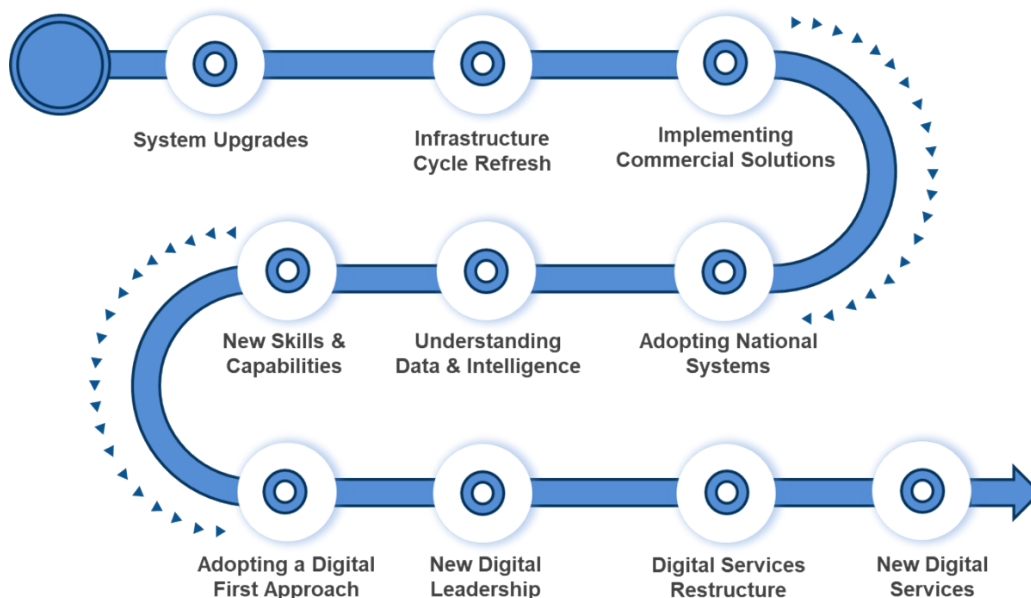 System Upgrades
Infrastructure
Cycle Refresh
Implementing
Commercial Solutions
New Skills &
Capabilities
Understanding
Data & Intelligence
Adopting National
Systems
Adopting a Digital
First Approach
New Digital
Leadership
Digital Services
Restructure
New Digital
Services